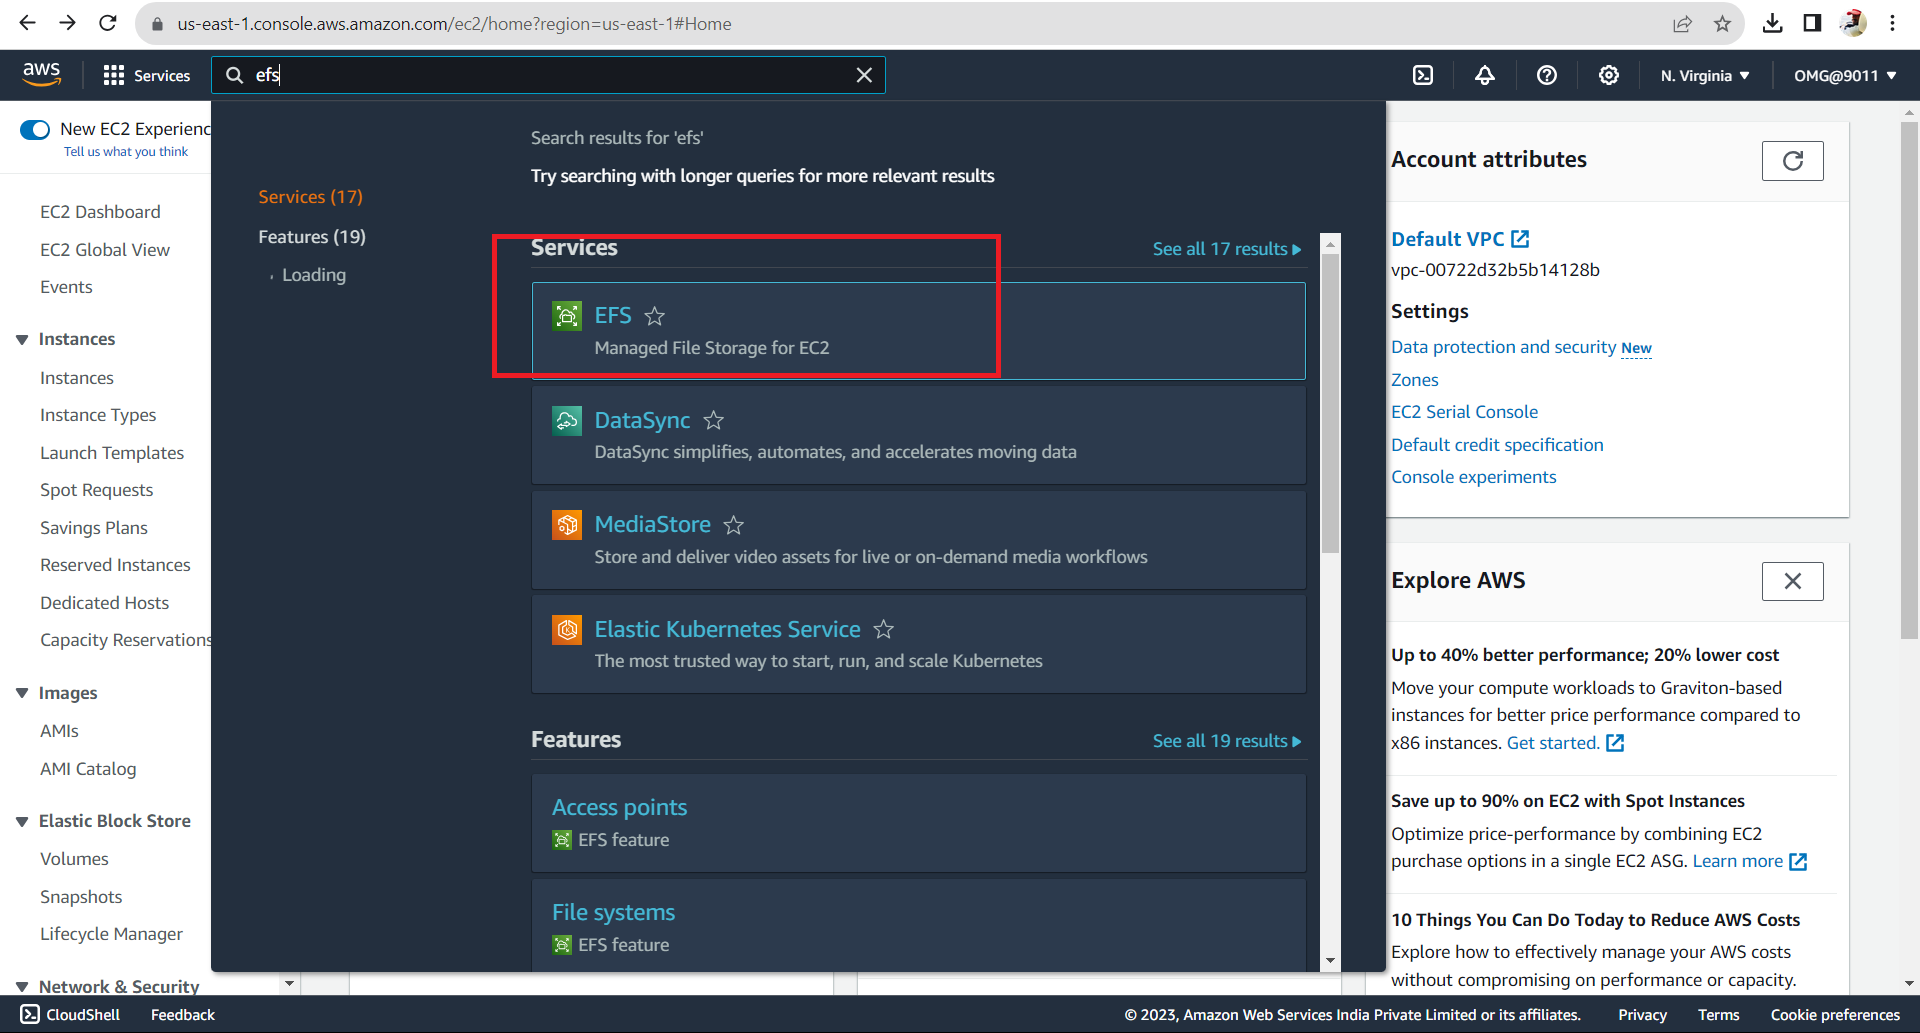 us-east-1.console.aws.amazon.com/ec2/home?region=us-east-1#Home
aws
Services
efs
N. Virginia
OMG@9011
New EC2 Experienc
Tell us what you think
EC2 Dashboard
EC2 Global View
Events
Instances
Instances
Instance Types
Launch Templates
Spot Requests
Savings Plans
Reserved Instances
Dedicated Hosts
Capacity Reservations
Images
AMIs
AMI Catalog
Elastic Block Store
Volumes
Snapshots
Lifecycle Manager
Network & Security
Services (17)
Features (19)
Loading
Search results for 'efs'
Try searching with longer queries for more relevant results
Services
See all 17 results
EFS
Managed File Storage for EC2
DataSync
DataSync simplifies, automates, and accelerates moving data
MediaStore
Store and deliver video assets for live or on-demand media workflows
Elastic Kubernetes Service
The most trusted way to start, run, and scale Kubernetes
Features
See all 19 results
Access points
EFS feature
File systems
EFS feature
Account attributes
Default VPC
vpc-00722d32b5b14128b
Settings
Data protection and security New
Zones
EC2 Serial Console
Default credit specification
Console experiments
Explore AWS
Up to 40% better performance; 20% lower cost
Move your compute workloads to Graviton-based
instances for better price performance compared to
x86 instances. Get started.
Save up to 90% on EC2 with Spot Instances
Optimize price-performance by combining EC2
purchase options in a single EC2 ASG. Learn more
10 Things You Can Do Today to Reduce AWS Costs
Explore how to effectively manage your AWS costs
without compromising on performance or capacity.
CloudShell
Feedback
© 2023, Amazon Web Services India Private Limited or its affiliates.
Privacy
Terms
Cookie preferences